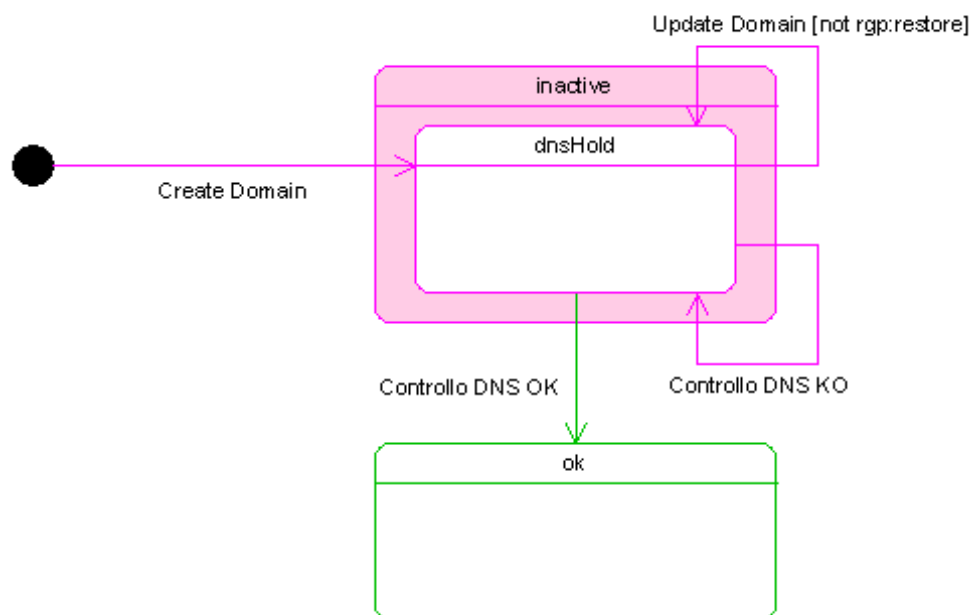 Update Domain [not rgp:restore]
inactive
dnsHold
Create Domain
Controllo DNS OK
Controllo DNS KO
ok